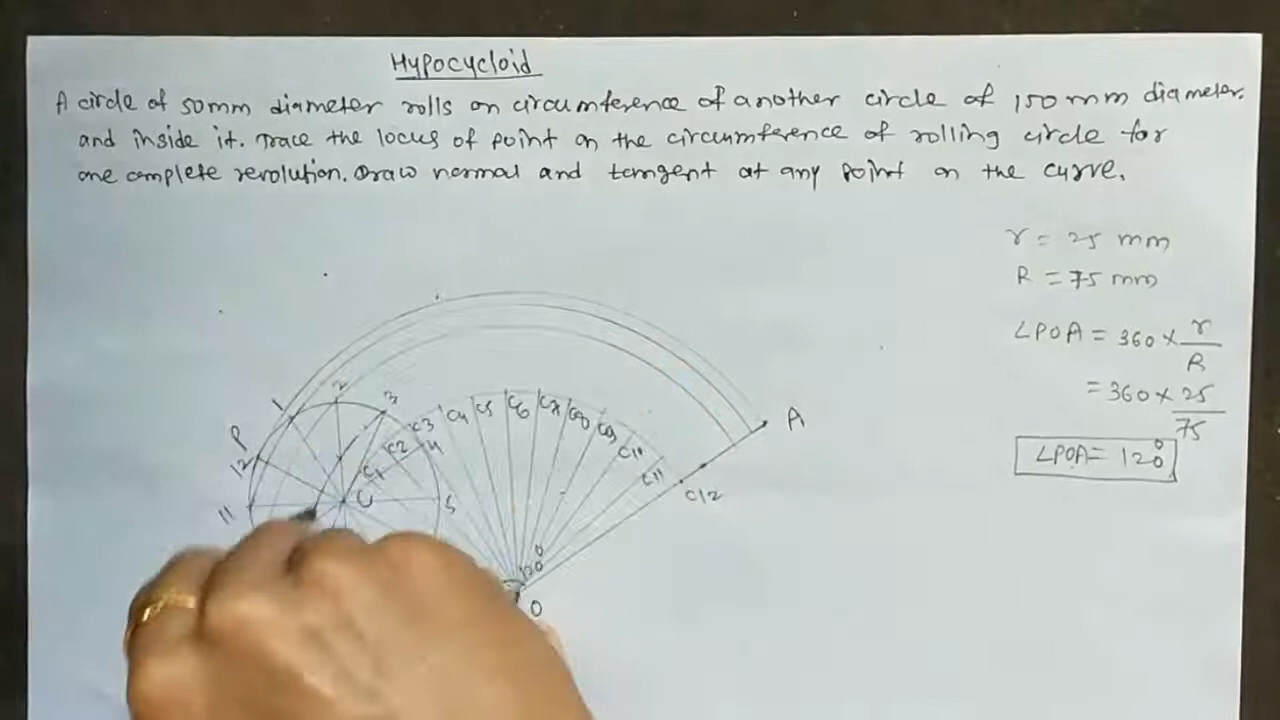 Hypocycloid
A circle of 50mm diameter rolls on circumference of another circle of 150mm diameter.
and inside it. Trace the locus of point on the circumference of rolling circle for
one complete revolution. Draw normal and tangent at any point on the curve.
r = 25 mm
R = 75 mm
∠POA = 360 × r/R
= 360 × 25/75
∠POA = 120°
1
2
3
P
12
11
4
5
C
C1
C2
C3
C4
C5
C6
C7
C8
C9
C10
C11
C12
A
120°
O